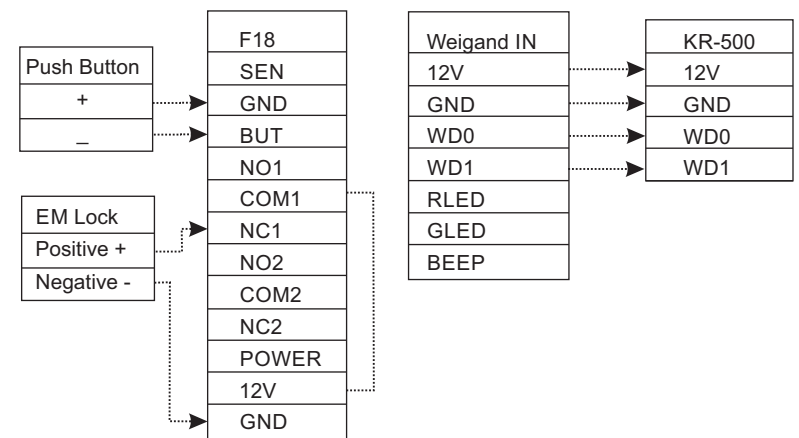 Push Button
+
_
EM Lock
Positive +
Negative -
F18
SEN
GND
BUT
NO1
COM1
NC1
NO2
COM2
NC2
POWER
12V
GND
Weigand IN
12V
GND
WD0
WD1
RLED
GLED
BEEP
KR-500
12V
GND
WD0
WD1